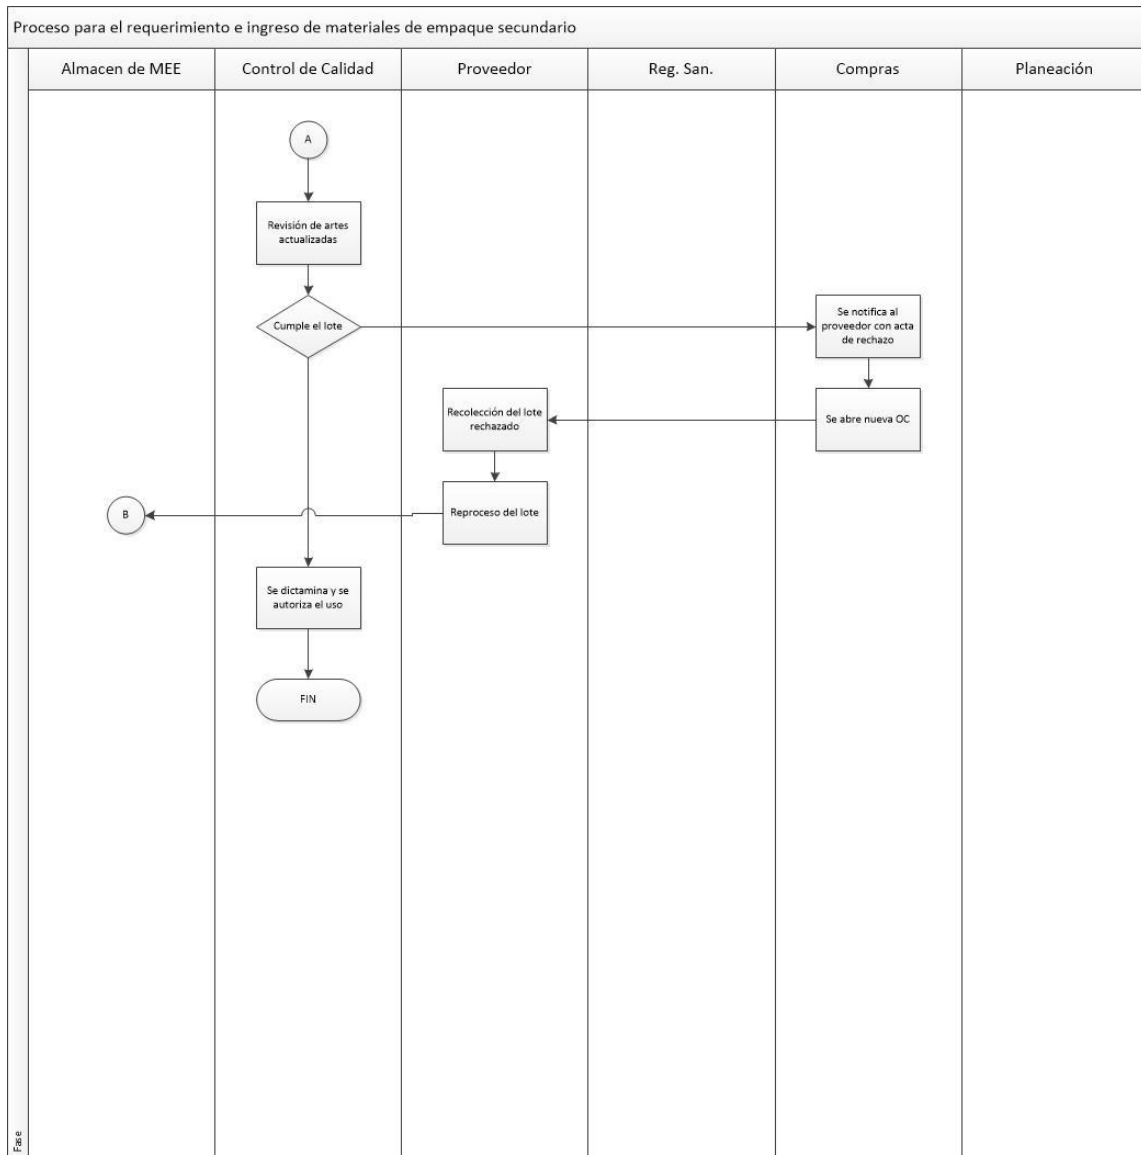 Proceso para el requerimiento e ingreso de materiales de empaque secundario
Almacen de MEE
Control de Calidad
Proveedor
Reg. San.
Compras
Planeación
A
Revisión de artes
actualizadas
Cumple el lote
Se notifica al
proveedor con acta
de rechazo
Recolección del lote
rechazado
Se abre nueva OC
B
Reproceso del lote
Se dictamina y se
autoriza el uso
FIN
Fase